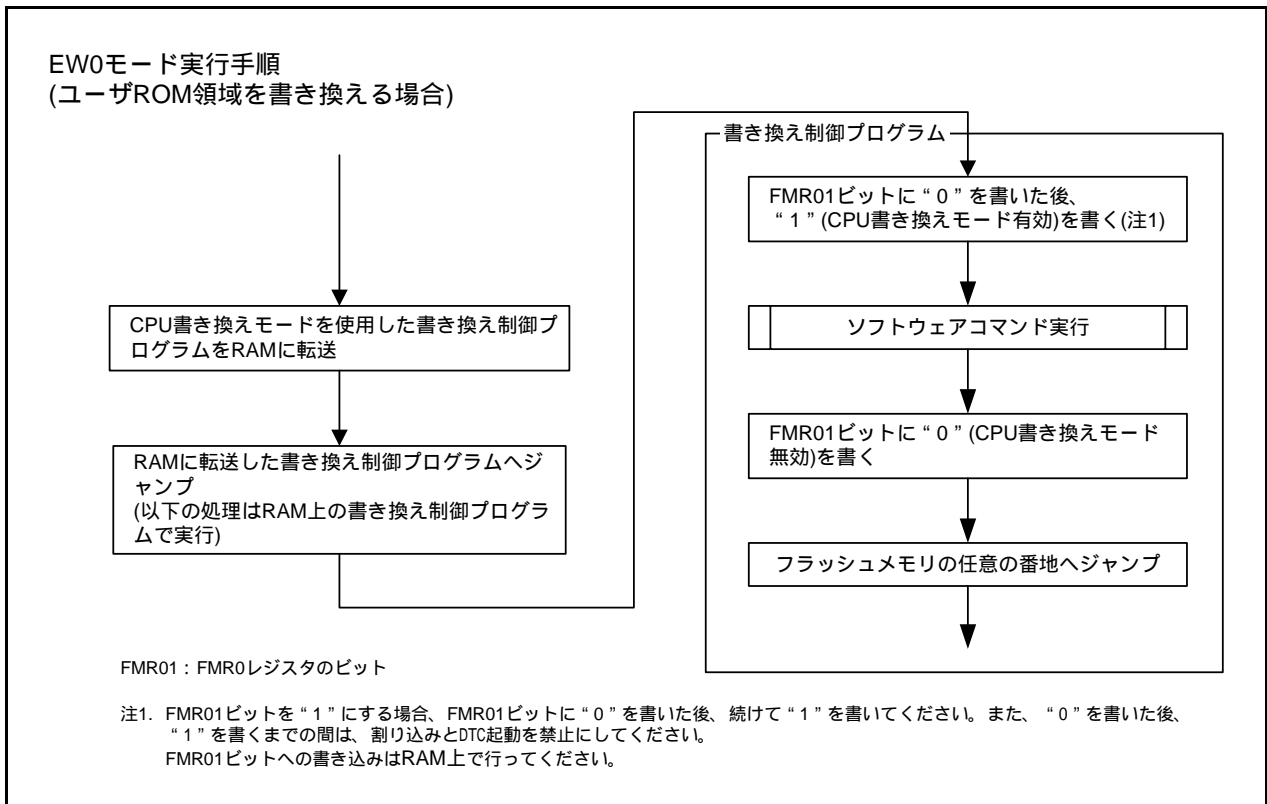 EW0モード実行手順
(ユーザROM領域を書き換える場合)
CPU書き換えモードを使用した書き換え制御プ
ログラムをRAMに転送
RAMに転送した書き換え制御プログラムへジ
ャンプ
(以下の処理はRAM上の書き換え制御プログラ
ムで実行)
書き換え制御プログラム
FMR01ビットに“0”を書いた後、
“1”(CPU書き換えモード有効)を書く(注1)
ソフトウェアコマンド実行
FMR01ビットに“0”(CPU書き換えモード
無効)を書く
フラッシュメモリの任意の番地へジャンプ
FMR01：FMR0レジスタのビット
注1. FMR01ビットを“1”にする場合、FMR01ビットに“0”を書いた後、続けて“1”を書いてください。また、“0”を書いた後、
“1”を書くまでの間は、割り込みとDTC起動を禁止にしてください。
FMR01ビットへの書き込みはRAM上で行ってください。